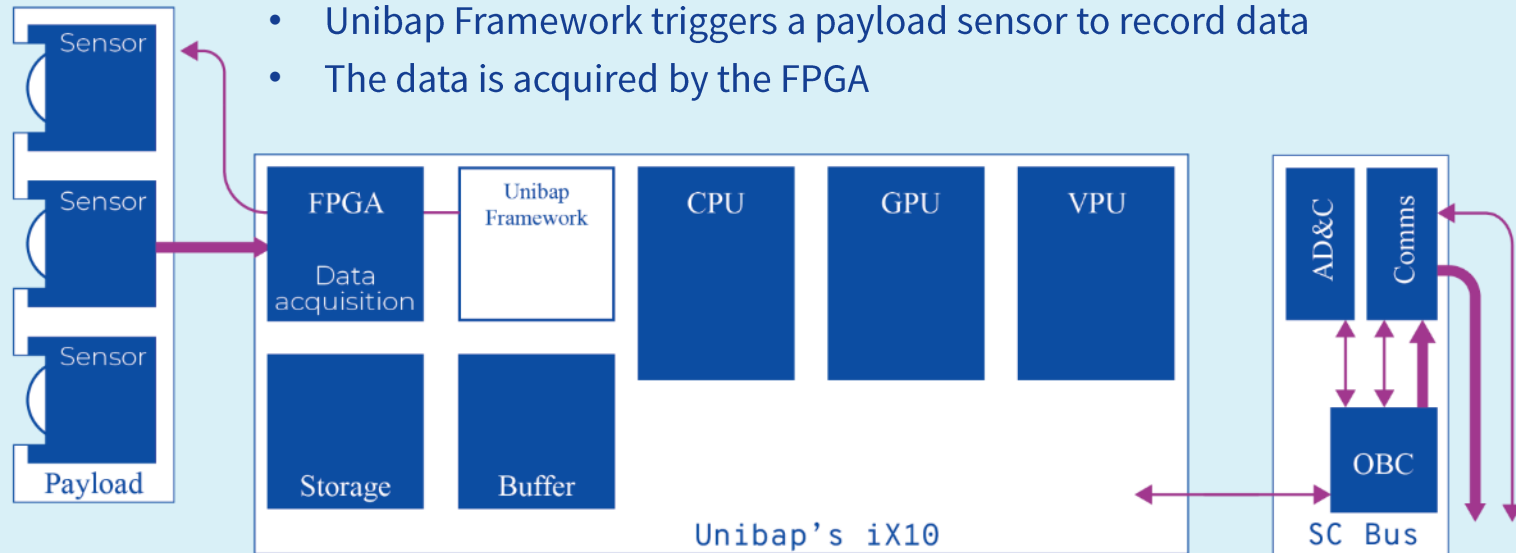 • Unibap Framework triggers a payload sensor to record data
• The data is acquired by the FPGA
Sensor
Sensor
Sensor
Payload
FPGA
Data
acquisition
Unibap
Framework
CPU
GPU
VPU
Storage
Buffer
Unibap's iX10
AD&C
Comms
OBC
SC Bus